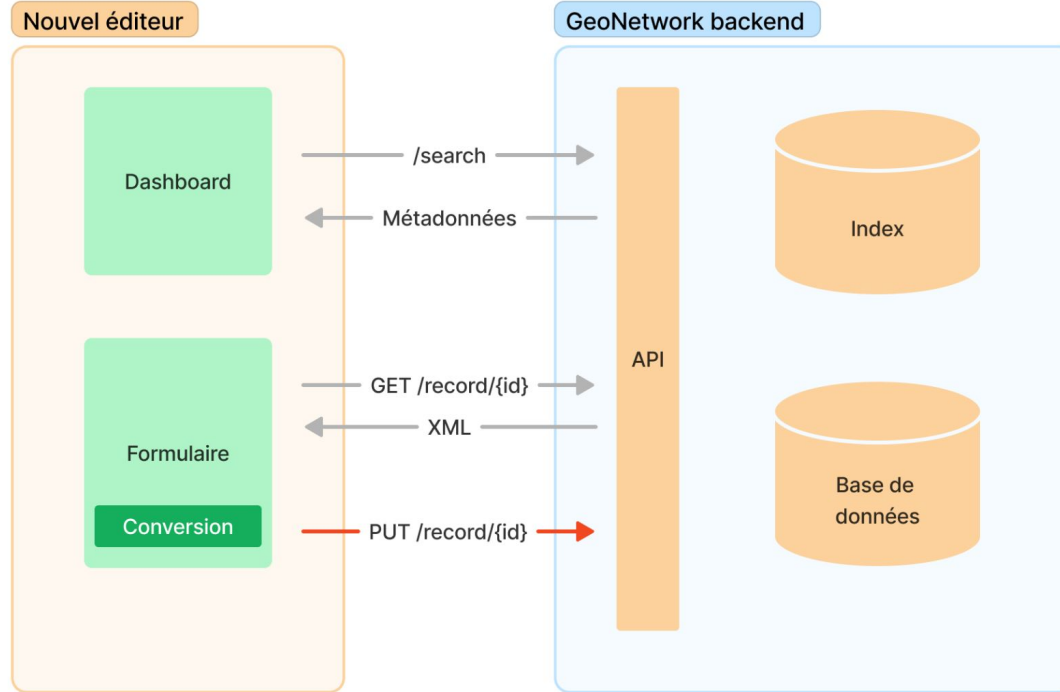 Nouvel éditeur
GeoNetwork backend
Dashboard
/search
Métadonnées
Index
API
GET /record/{id}
XML
Formulaire
Conversion
PUT /record/{id}
Base de
données